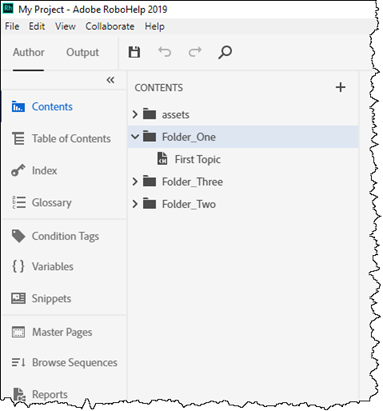 Rh My Project - Adobe RoboHelp 2019
File Edit View Collaborate Help
Author Output
CONTENTS
Contents
Table of Contents
Index
Glossary
Condition Tags
Variables
Snippets
Master Pages
Browse Sequences
Reports
assets
Folder_One
First Topic
Folder_Three
Folder_Two